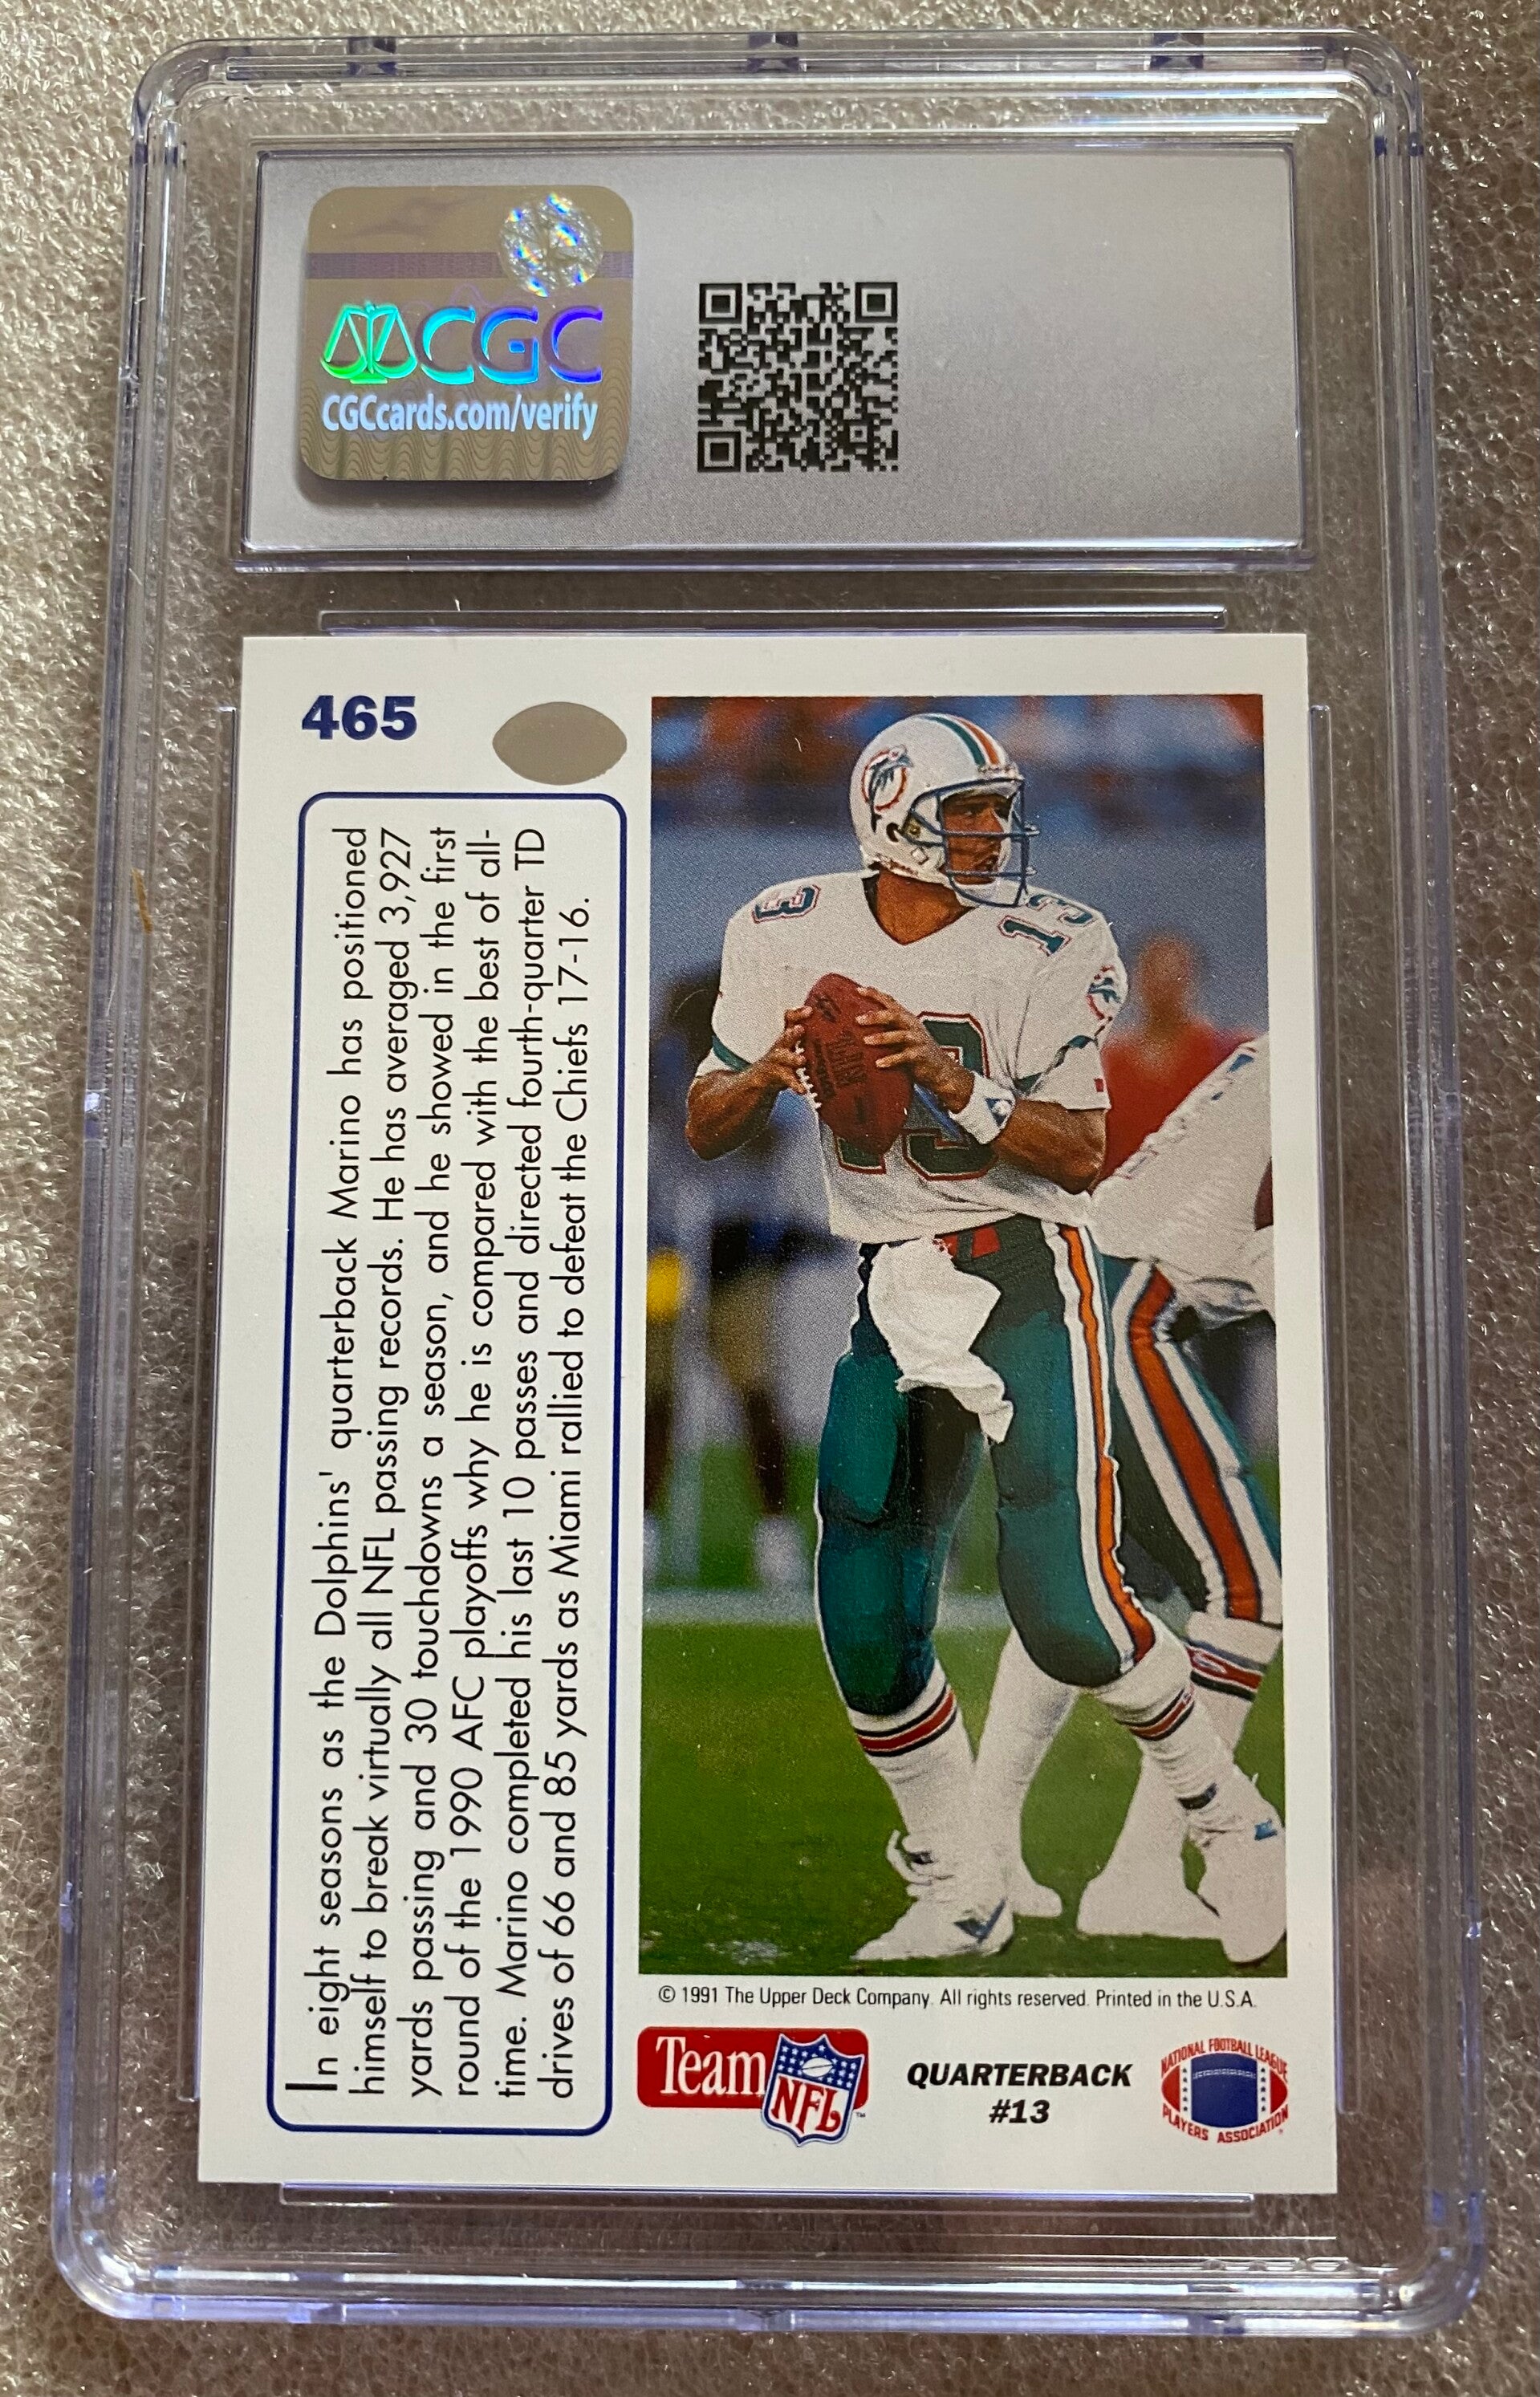 CGC
CGCcards.com/verify
465
In eight seasons as the Dolphins' quarterback Marino has positioned
himself to break virtually all NFL passing records. He has averaged 3,927
yards passing and 30 touchdowns a season, and he showed in the first
round of the 1990 AFC playoffs why he is compared with the best of all-
time. Marino completed his last 10 passes and directed fourth-quarter TD
drives of 66 and 85 yards as Miami rallied to defeat the Chiefs 17-16.
13
13
13
© 1991 The Upper Deck Company. All rights reserved. Printed in the U.S.A.
Team
NFL™
QUARTERBACK
#13
NATIONAL FOOTBALL LEAGUE
PLAYERS ASSOCIATION